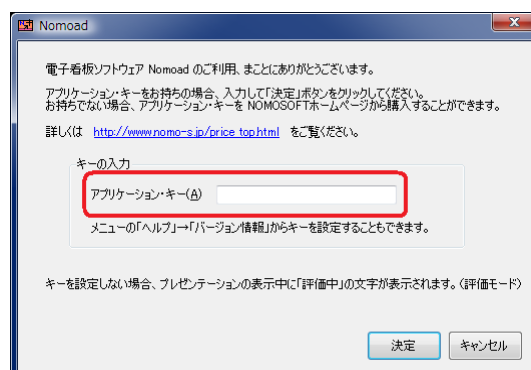 Nomoad
電子看板ソフトウェア Nomoad のご利用、まことにありがとうございます。
アプリケーション・キーをお持ちの場合、入力して「決定」ボタンをクリックしてください。
お持ちでない場合、アプリケーション・キーを NOMOSOFTホームページから購入することができます。
詳しくは http://www.nomo-s.jp/price_top.html をご覧ください。
キーの入力
アプリケーション・キー(A)
メニューの「ヘルプ」→「バージョン情報」からキーを設定することもできます。
キーを設定しない場合、プレゼンテーションの表示中に「評価中」の文字が表示されます。(評価モード)
決定 キャンセル